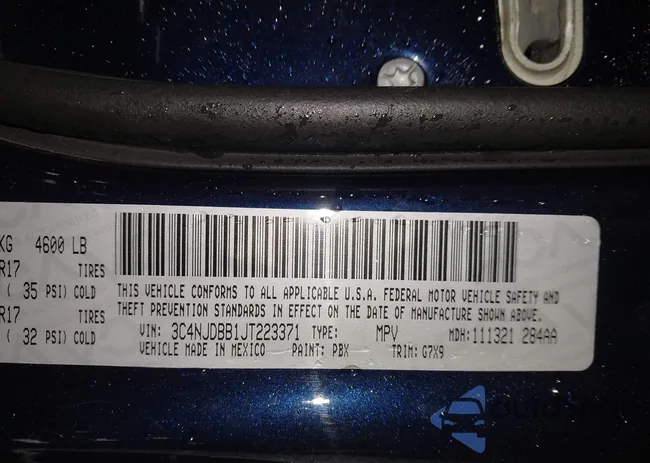 KG 4600 LB
R17 TIRES
( 35 PSI) COLD
R17 TIRES
( 32 PSI) COLD
THIS VEHICLE CONFORMS TO ALL APPLICABLE U.S.A. FEDERAL MOTOR VEHICLE SAFETY AND
THEFT PREVENTION STANDARDS IN EFFECT ON THE DATE OF MANUFACTURE SHOWN ABOVE.
VIN: 3C4NJDBB1JT223371 TYPE: MPV MDH: 111321 284AA
VEHICLE MADE IN MEXICO PAINT: PBX TRIM: G7X9